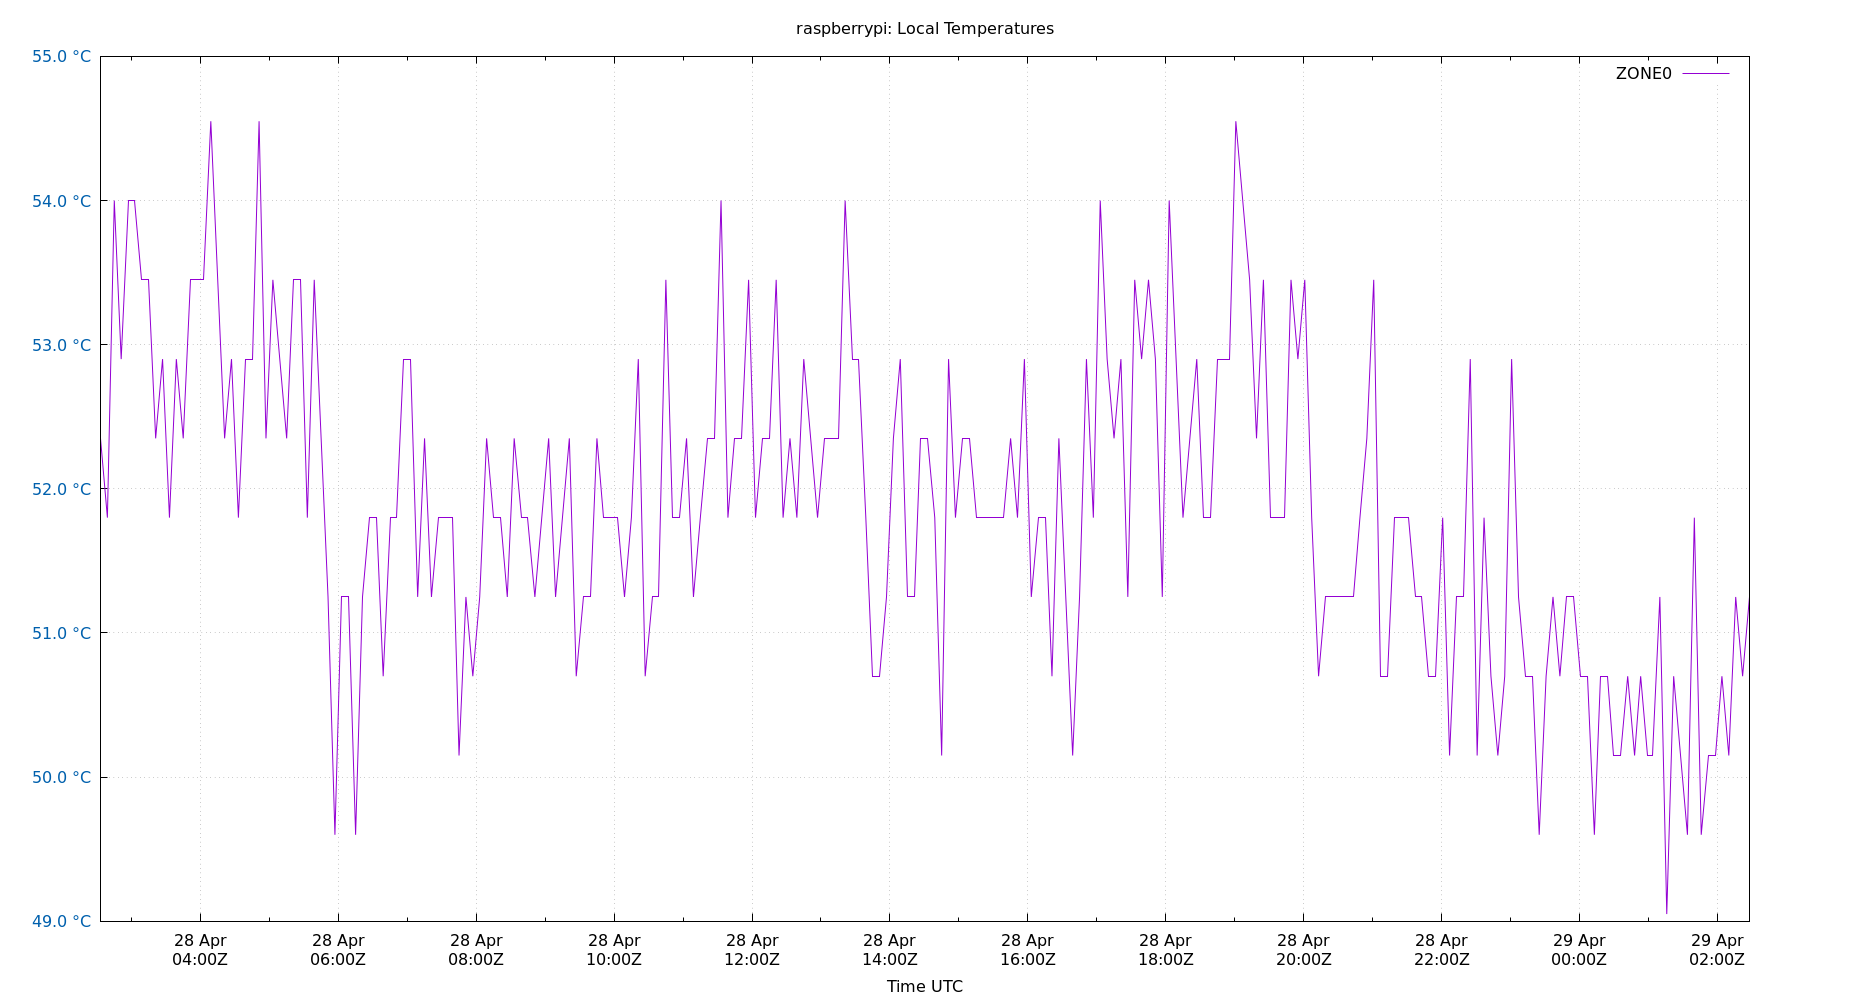 raspberrypi: Local Temperatures
55.0 °C
ZONE0
54.0 °C
53.0 °C
52.0 °C
51.0 °C
50.0 °C
49.0 °C
28 Apr 28 Apr 28 Apr 28 Apr 28 Apr 28 Apr 28 Apr 28 Apr 28 Apr 28 Apr 29 Apr 29 Apr
04:00Z 06:00Z 08:00Z 10:00Z 12:00Z 14:00Z 16:00Z 18:00Z 20:00Z 22:00Z 00:00Z 02:00Z
Time UTC